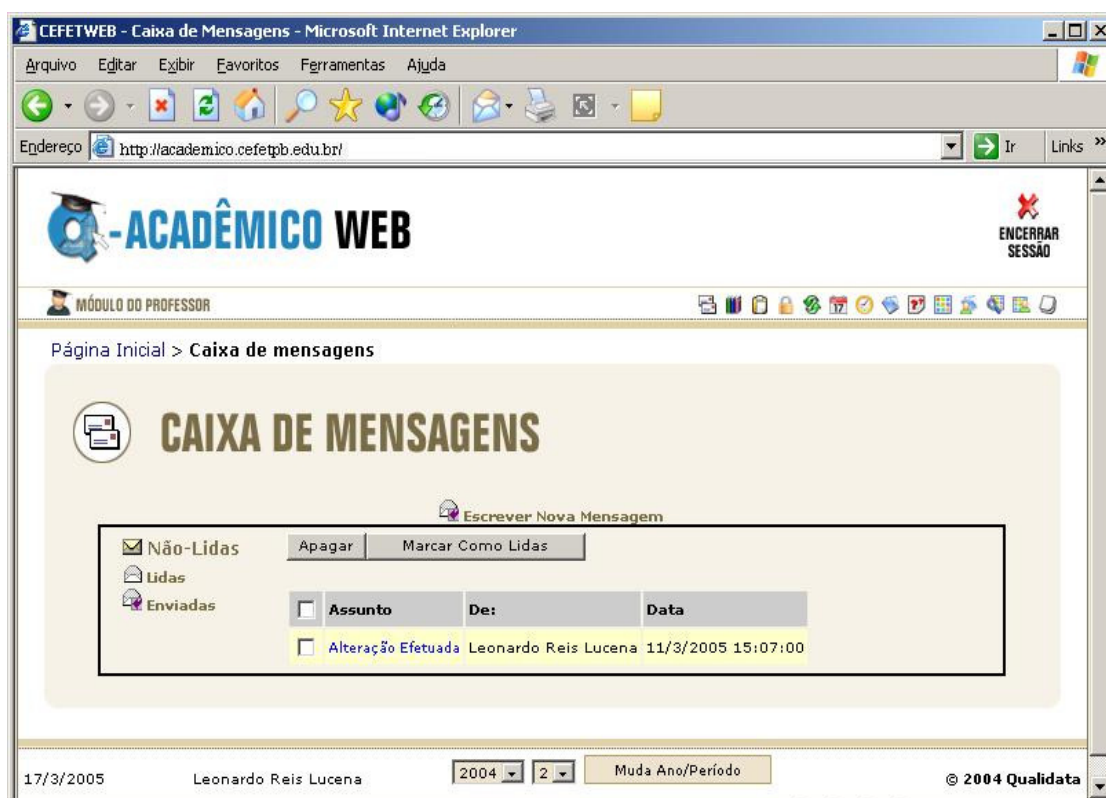 CEFETWEB - Caixa de Mensagens - Microsoft Internet Explorer
Arquivo Editar Exibir Favoritos Ferramentas Ajuda
Endereço http://academico.cefetpb.edu.br/ Ir Links »
Q-ACADÊMICO WEB
ENCERRAR
SESSÃO
MÓDULO DO PROFESSOR
Página Inicial > Caixa de mensagens
CAIXA DE MENSAGENS
Escrever Nova Mensagem
Não-Lidas Apagar Marcar Como Lidas
Lidas
Enviadas
Assunto De: Data
Alteração Efetuada Leonardo Reis Lucena 11/3/2005 15:07:00
17/3/2005 Leonardo Reis Lucena 2004 2 Muda Ano/Período © 2004 Qualidata